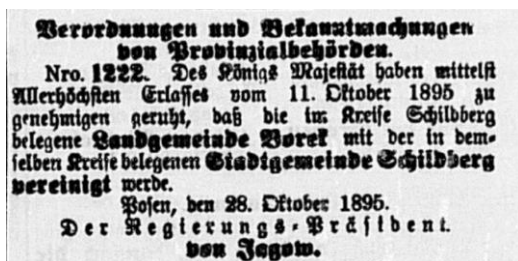 Verordnungen und Bekanntmachungen
von Provinzialbehörden.
Nro. 1222. Des Königs Majestät haben mittelst
Allerhöchsten Erlasses vom 11. Oktober 1895 zu
genehmigen geruht, daß die im Kreise Schildberg
belegene Landgemeinde Borek mit der in dem-
selben Kreise belegenen Stadtgemeinde Schildberg
vereinigt werde.
Posen, den 28. Oktober 1895.
Der Regierungs-Präsident.
von Jagow.